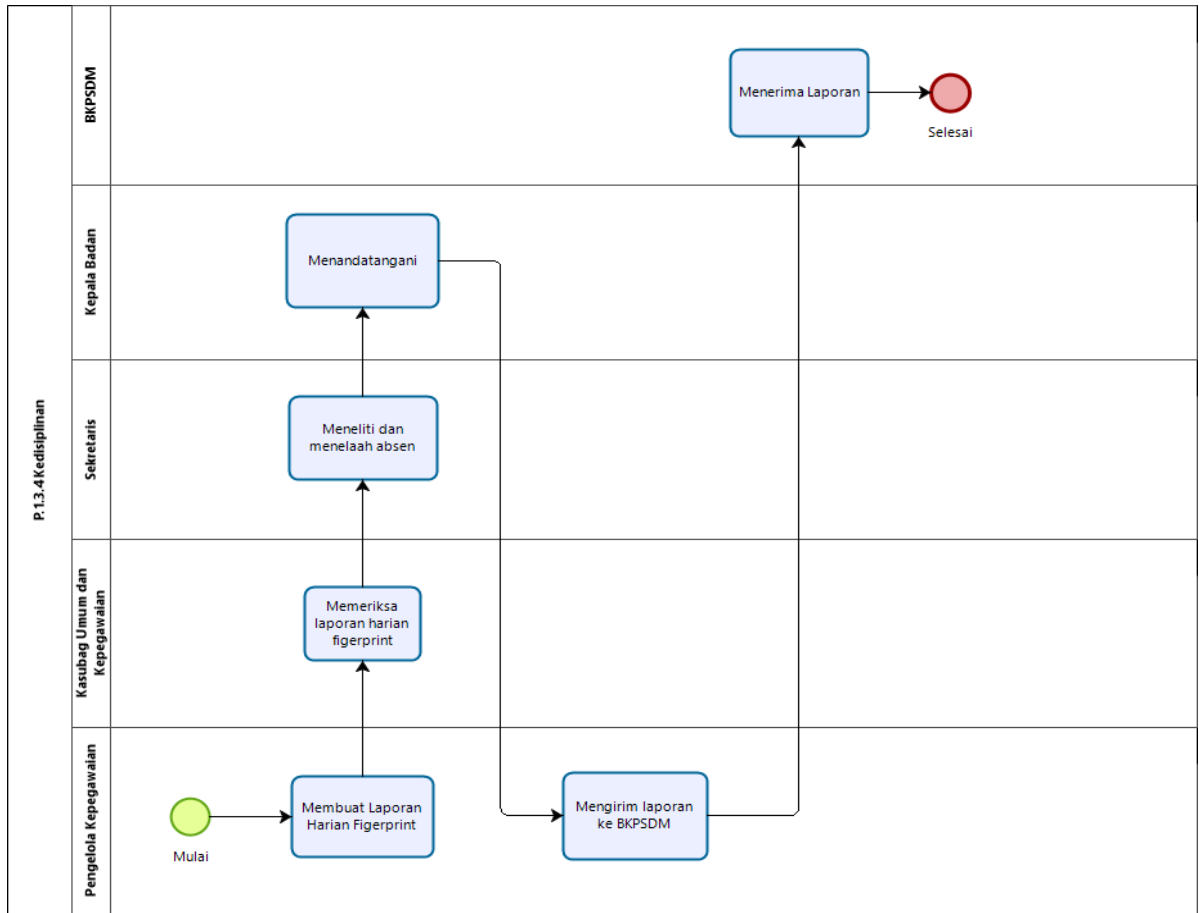 P.1.3.4 Kedisiplinan
BKPSDM
Menerima Laporan
Selesai
Kepala Badan
Menandatangani
Sekretaris
Meneliti dan
menelaah absen
Kasubag Umum dan
Kepegawaian
Memeriksa
laporan harian
figerprint
Pengelola Kepegawaian
Mulai
Membuat Laporan
Harian Figerprint
Mengirim laporan
ke BKPSDM